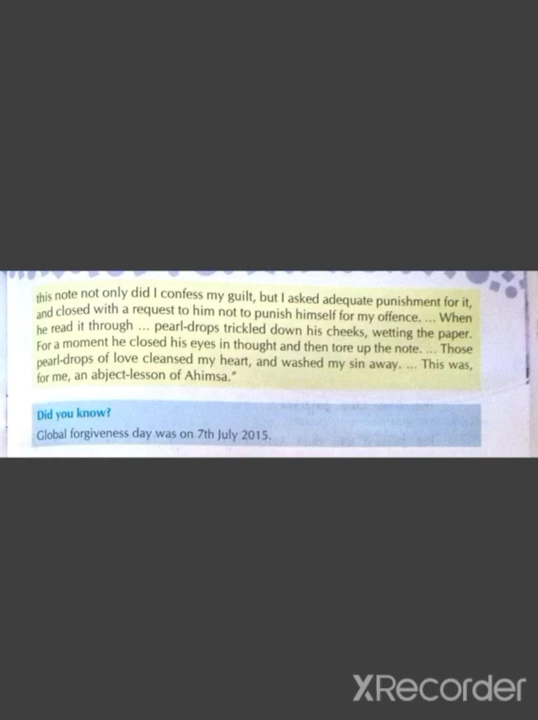 this note not only did I confess my guilt, but I asked adequate punishment for it,
and closed with a request to him not to punish himself for my offence. ... When
he read it through ... pearl-drops trickled down his cheeks, wetting the paper.
For a moment he closed his eyes in thought and then tore up the note. ... Those
pearl-drops of love cleansed my heart, and washed my sin away. ... This was,
for me, an abject-lesson of Ahimsa."
Did you know?
Global forgiveness day was on 7th July 2015.
XRecorder